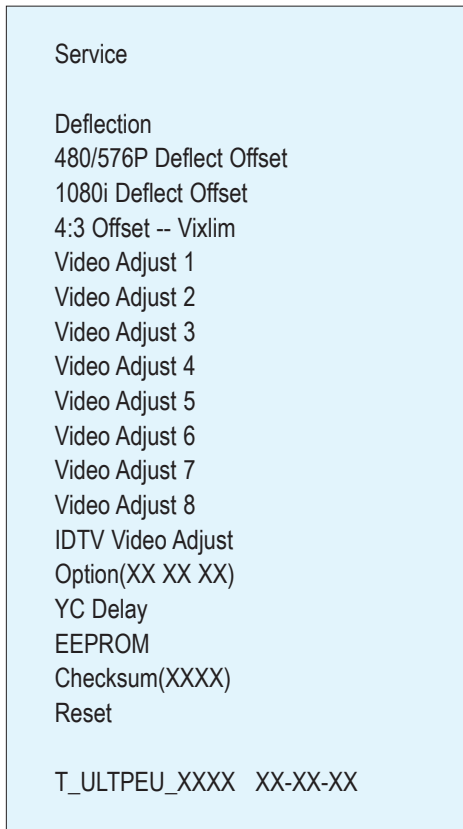 Service
Deflection
480/576P Deflect Offset
1080i Deflect Offset
4:3 Offset -- Vixlim
Video Adjust 1
Video Adjust 2
Video Adjust 3
Video Adjust 4
Video Adjust 5
Video Adjust 6
Video Adjust 7
Video Adjust 8
IDTV Video Adjust
Option(XX XX XX)
YC Delay
EEPROM
Checksum(XXXX)
Reset
T_ULTPEU_XXXX XX-XX-XX